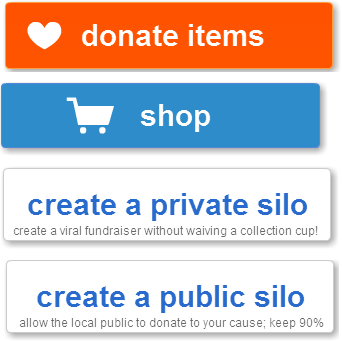 donate items
shop
create a private silo
create a viral fundraiser without waiving a collection cup!
create a public silo
allow the local public to donate to your cause; keep 90%